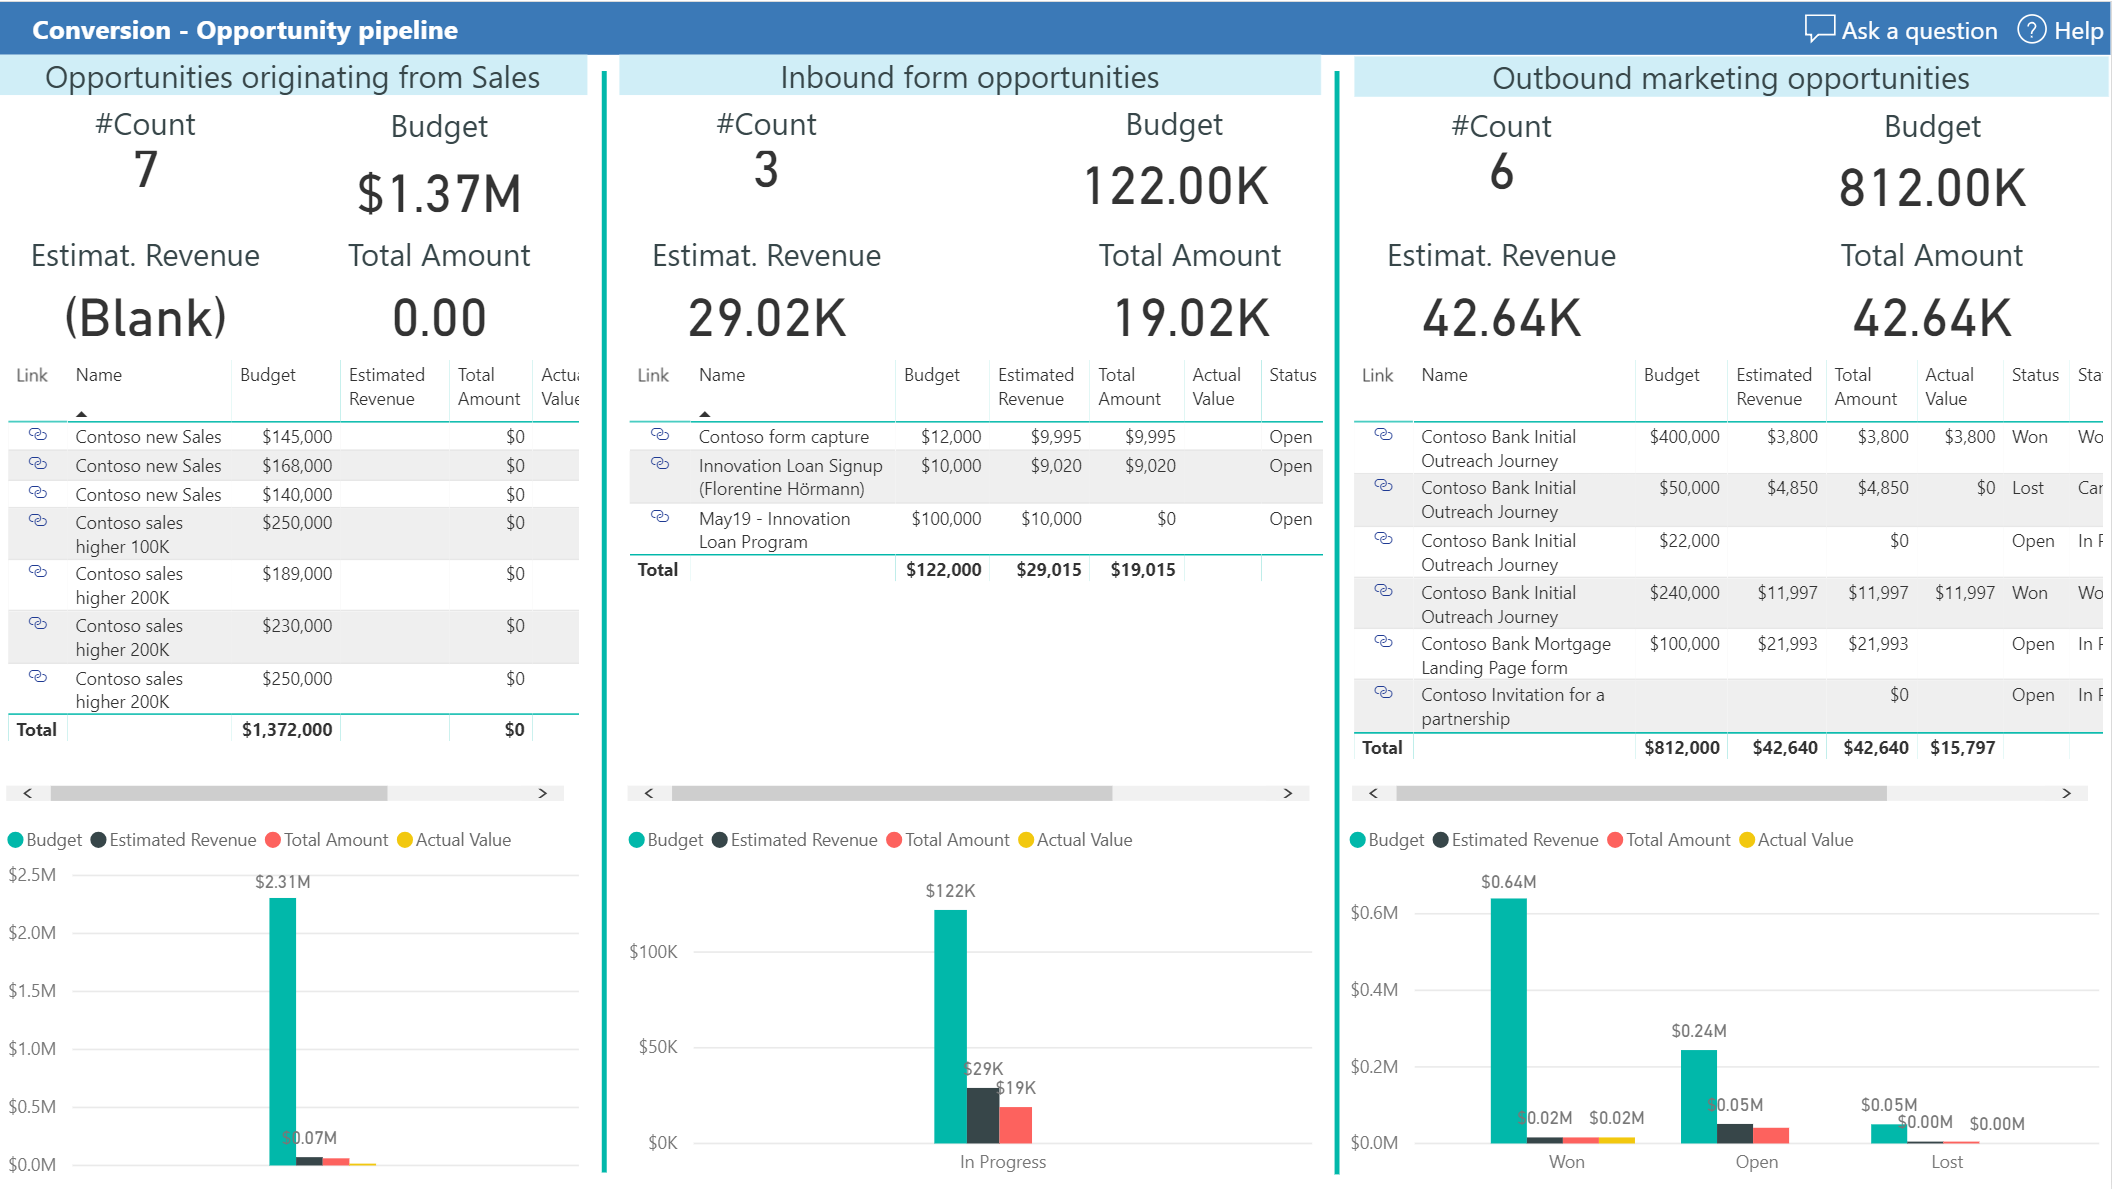 Conversion - Opportunity pipeline
Ask a question
Help
Opportunities originating from Sales
#Count
Budget
7
$1.37M
Estimat. Revenue
Total Amount
(Blank)
0.00
Link Name Budget Estimated Revenue Total Amount
Contoso new Sales $145,000 $0
Contoso new Sales $168,000 $0
Contoso new Sales $140,000 $0
Contoso sales $250,000 $0
higher 100K
Contoso sales $189,000 $0
higher 200K
Contoso sales $230,000 $0
higher 200K
Contoso sales $250,000 $0
higher 200K
Total $1,372,000 $0
Budget Estimated Revenue Total Amount Actual Value
$2.5M
$2.31M
$2.0M
$1.5M
$1.0M
$0.5M
$0.07M
$0.0M
Inbound form opportunities
#Count
Budget
3
122.00K
Estimat. Revenue
Total Amount
29.02K
19.02K
Link Name Budget Estimated Revenue Total Amount Actual Value Status
Contoso form capture $12,000 $9,995 $9,995 Open
Innovation Loan Signup $10,000 $9,020 $9,020 Open
(Florentine Hörmann)
May19 - Innovation $100,000 $10,000 $0 Open
Loan Program
Total $122,000 $29,015 $19,015
Budget Estimated Revenue Total Amount Actual Value
$122K
$100K
$50K
$29K
$19K
$0K
In Progress
Outbound marketing opportunities
#Count
Budget
6
812.00K
Estimat. Revenue
Total Amount
42.64K
42.64K
Link Name Budget Estimated Revenue Total Amount Actual Value Status Sta
Contoso Bank Initial $400,000 $3,800 $3,800 $3,800 Won Wo
Outreach Journey
Contoso Bank Initial $50,000 $4,850 $4,850 $0 Lost Can
Outreach Journey
Contoso Bank Initial $22,000 $0 Open In
Outreach Journey
Contoso Bank Initial $240,000 $11,997 $11,997 $11,997 Won Wo
Outreach Journey
Contoso Bank Mortgage $100,000 $21,993 $21,993 Open In
Landing Page form
Contoso Invitation for a $0 Open In
partnership
Total $812,000 $42,640 $42,640 $15,797
Budget Estimated Revenue Total Amount Actual Value
$0.64M
$0.6M
$0.4M
$0.24M
$0.2M
$0.02M $0.02M
$0.05M
$0.05M
$0.00M
$0.00M
$0.0M
Won Open Lost